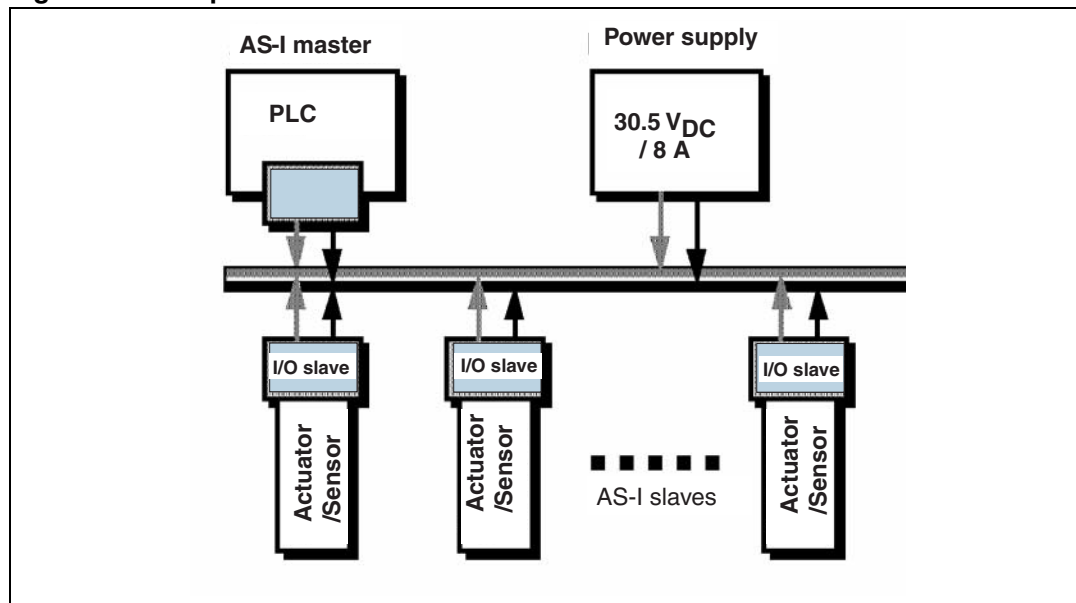 AS-I master
Power supply
PLC
30.5 VDC
/ 8 A
I/O slave
I/O slave
I/O slave
Actuator
/Sensor
Actuator
/Sensor
Actuator
/Sensor
AS-I slaves